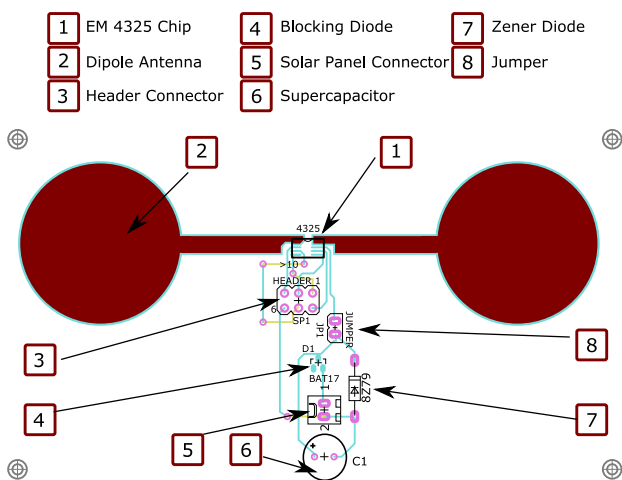 1 EM 4325 Chip 4 Blocking Diode 7 Zener Diode
2 Dipole Antenna 5 Solar Panel Connector 8 Jumper
3 Header Connector 6 Supercapacitor
2
1
4325
>10
HEADER 1
6
SP1
JP1
JUMPER
3
8
D1
BAT17
1
8Z79
4
2
7
5
6
+
C1